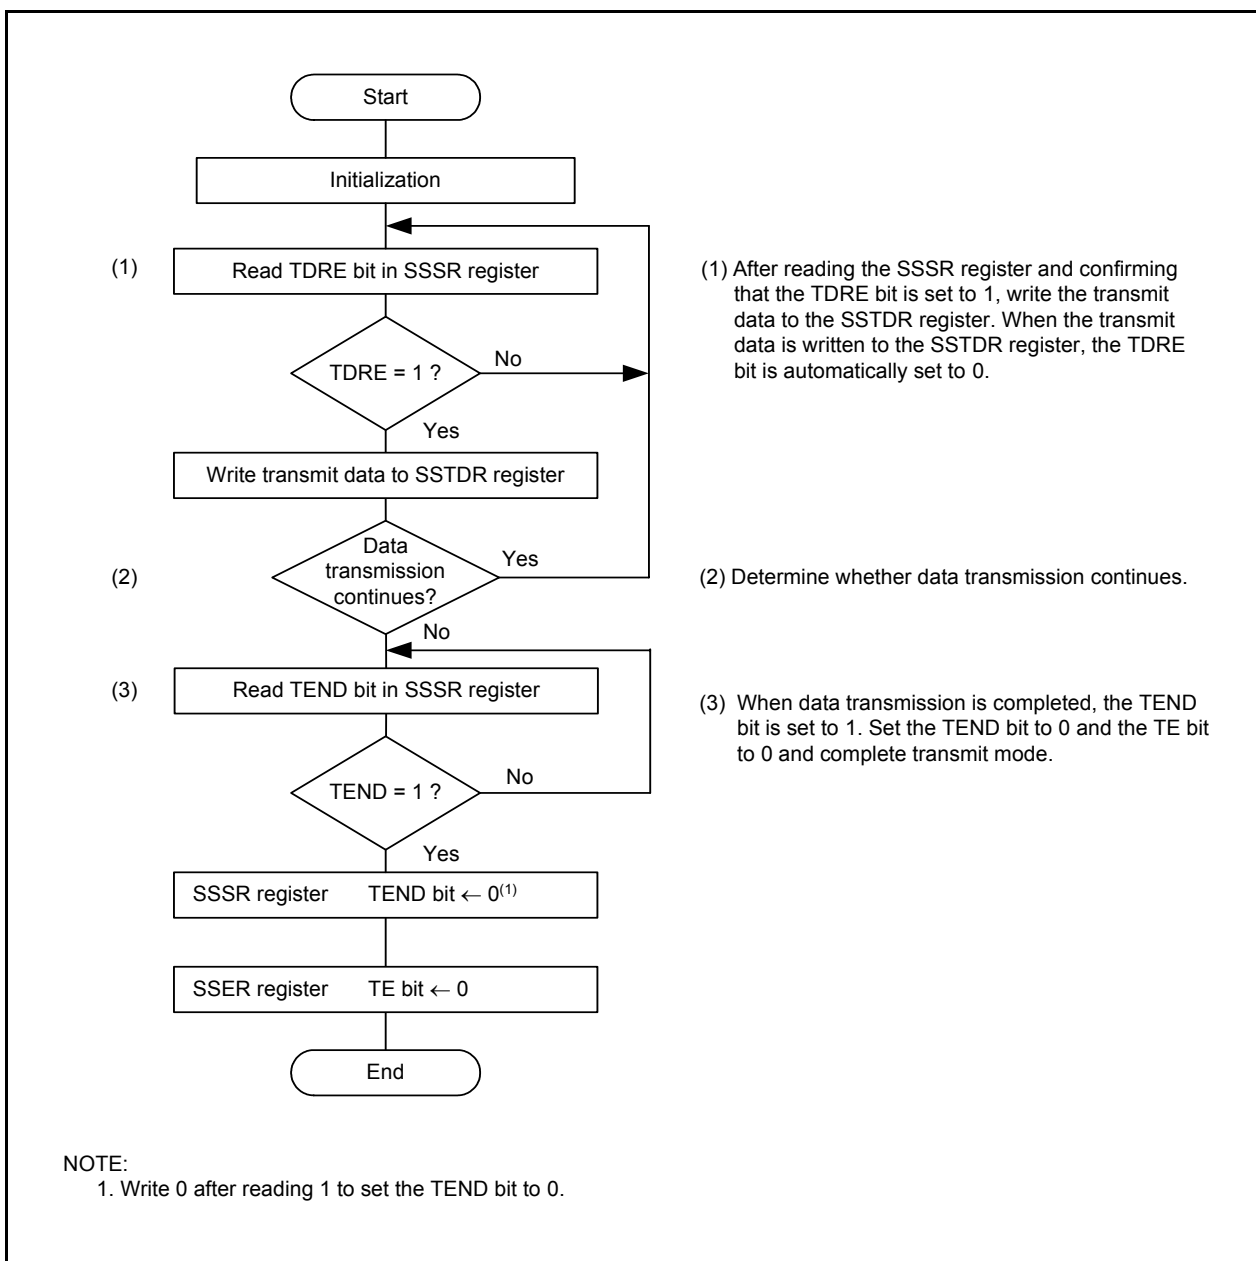 Start
Initialization
(1)
Read TDRE bit in SSSR register
(1) After reading the SSSR register and confirming
that the TDRE bit is set to 1, write the transmit
data to the SSTDR register. When the transmit
data is written to the SSTDR register, the TDRE
bit is automatically set to 0.
TDRE = 1 ?
No
Yes
Write transmit data to SSTDR register
(2)
Data
transmission
continues?
Yes
(2) Determine whether data transmission continues.
No
(3)
Read TEND bit in SSSR register
(3) When data transmission is completed, the TEND
bit is set to 1. Set the TEND bit to 0 and the TE bit
to 0 and complete transmit mode.
TEND = 1 ?
No
Yes
SSSR register TEND bit ← 0(1)
SSER register TE bit ← 0
End
NOTE:
1. Write 0 after reading 1 to set the TEND bit to 0.